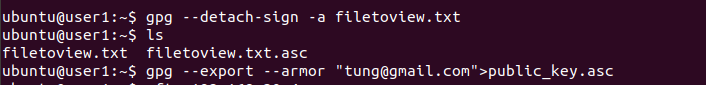 ubuntu@user1:~$ gpg --detach-sign -a filetoview.txt
ubuntu@user1:~$ ls
filetoview.txt  filetoview.txt.asc
ubuntu@user1:~$ gpg --export --armor "tung@gmail.com">public_key.asc